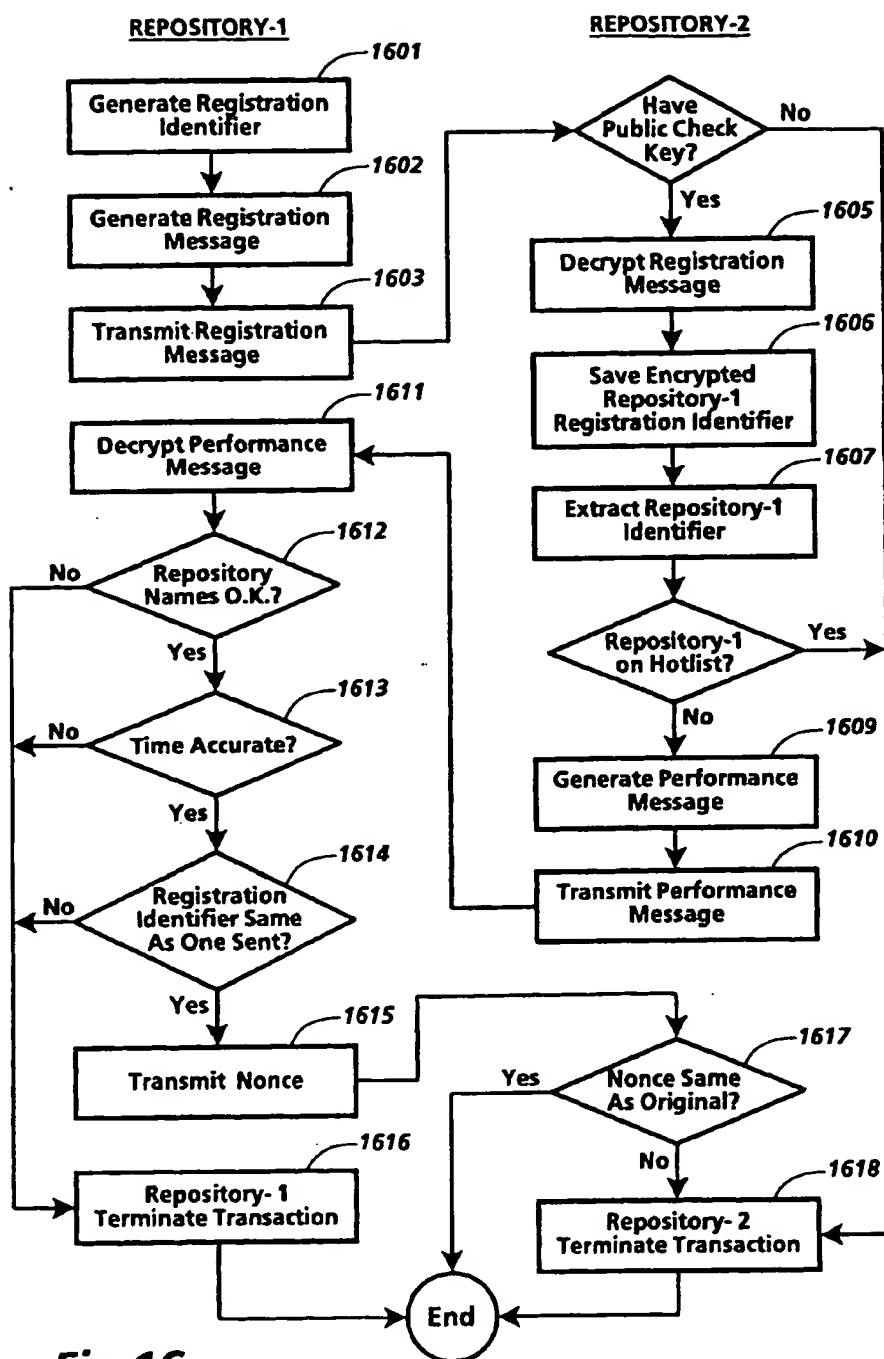 REPOSITORY-1
1601
Generate Registration
Identifier
1602
Generate Registration
Message
1603
Transmit Registration
Message
1611
Decrypt Performance
Message
1612
Repository
Names O.K.?
No
Yes
1613
Time Accurate?
No
Yes
1614
Registration
Identifier Same
As One Sent?
No
Yes
1615
Transmit Nonce
1616
Repository- 1
Terminate Transaction
REPOSITORY-2
Have
Public Check
Key?
No
Yes
1605
Decrypt Registration
Message
1606
Save Encrypted
Repository-1
Registration Identifier
1607
Extract Repository-1
Identifier
Repository-1
on Hotlist?
Yes
No
1609
Generate Performance
Message
1610
Transmit Performance
Message
1617
Nonce Same
As Original?
Yes
No
1618
Repository- 2
Terminate Transaction
End